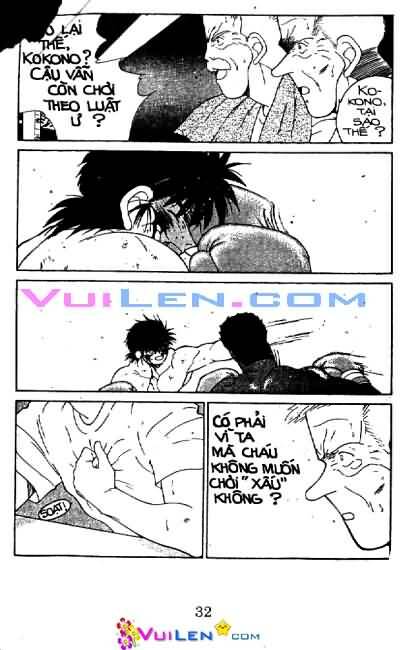 LẠI
THẾ,
KOKONO?
CẬU VẪN
CÒN CHƠI
THEO LUẬT
Ư ?
KO-
KONO,
TẠI
SAO
THẾ ?
VUILEN.COM
SOẠT!
CÓ PHẢI
VÌ TA
MÀ CHÁU
KHÔNG MUỐN
CHƠI "XẤU"
KHÔNG ?
32
VUILEN.COM